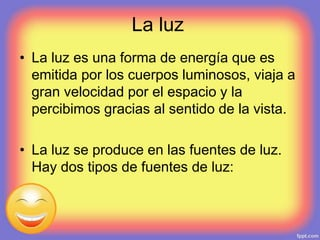 La luz
• La luz es una forma de energía que es
emitida por los cuerpos luminosos, viaja a
gran velocidad por el espacio y la
percibimos gracias al sentido de la vista.
• La luz se produce en las fuentes de luz.
Hay dos tipos de fuentes de luz:
fppt.com